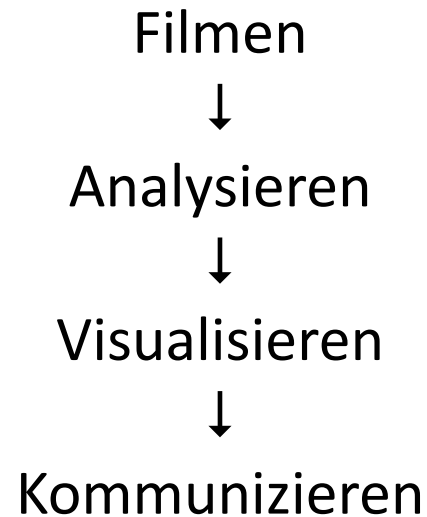 Filmen
↓
Analysieren
↓
Visualisieren
↓
Kommunizieren